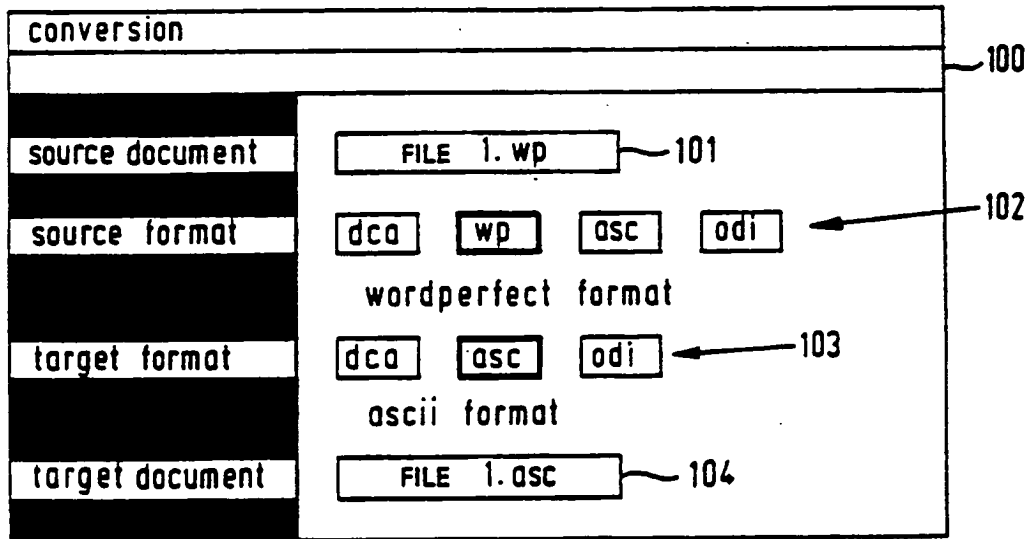 conversion
100
source document FILE 1.wp 101
source format dca wp asc odi 102
wordperfect format
target format dca asc odi 103
ascii format
target document FILE 1.asc 104